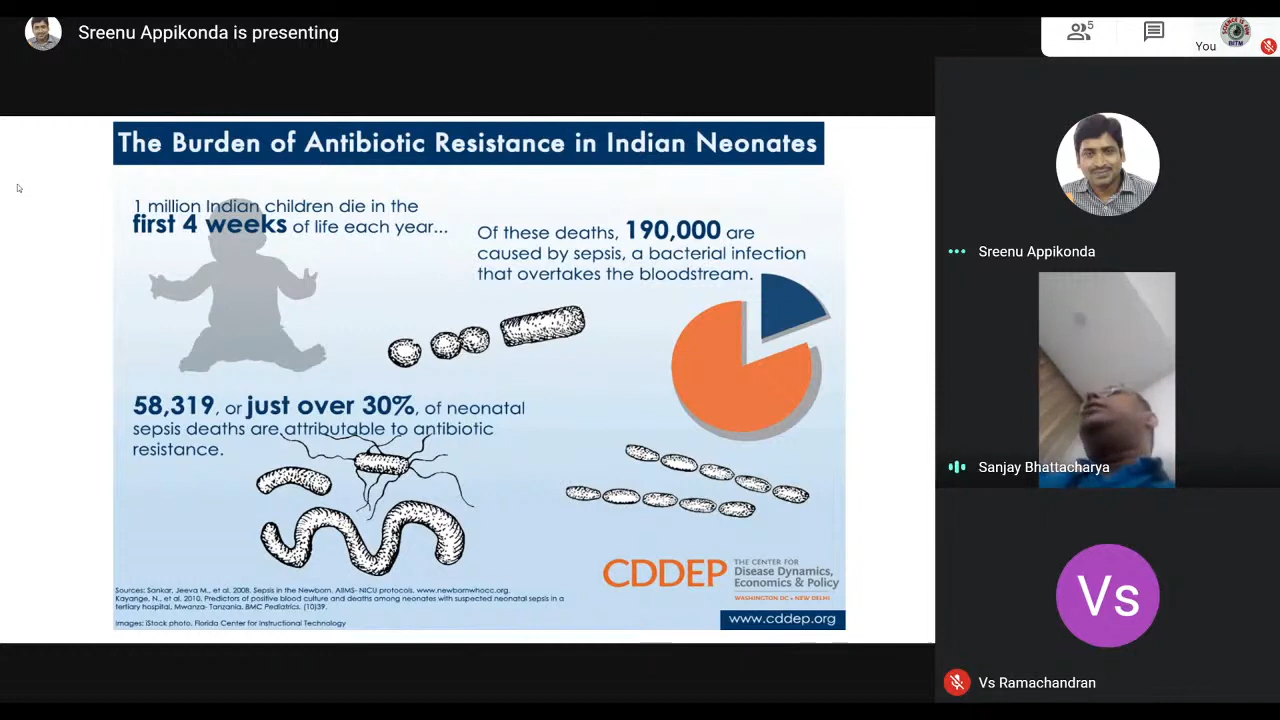 Sreenu Appikonda is presenting
5
You
The Burden of Antibiotic Resistance in Indian Neonates
1 million Indian children die in the
first 4 weeks of life each year...
Of these deaths, 190,000 are
caused by sepsis, a bacterial infection
that overtakes the bloodstream.
58,319, or just over 30%, of neonatal
sepsis deaths are attributable to antibiotic
resistance.
CDDEP
THE CENTER FOR
Disease Dynamics,
Economics & Policy
WASHINGTON DC • NEW DELHI
www.cddep.org
Sources: Sankar, Jeeva M., et al. 2008. Sepsis in the Newborn. AIIMS- NICU protocols. www.newbornwhocc.org.
Kayange, N., et al. 2010. Predictors of positive blood culture and deaths among neonates with suspected neonatal sepsis in a
tertiary hospital, Mwanza- Tanzania. BMC Pediatrics. (10)39.
Images: iStock photo, Florida Center for Instructional Technology
Sreenu Appikonda
Sanjay Bhattacharya
Vs
Vs Ramachandran